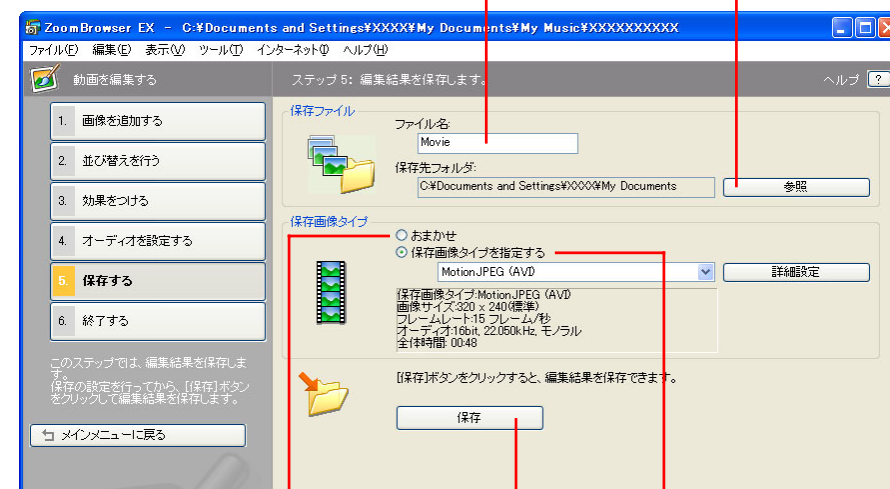 ZoomBrowser EX - C:¥Documents and Settings¥XXXX¥My Documents¥My Music¥XXXXXXXXXX
ファイル(F) 編集(E) 表示(V) ツール(T) インターネット(I) ヘルプ(H)
動画を編集する
ステップ5: 編集結果を保存します。
ヘルプ ?
1. 画像を追加する
2. 並び替えを行う
3. 効果をつける
4. オーディオを設定する
5. 保存する
6. 終了する
このステップでは、編集結果を保存しま
す。
保存の設定を行ってから、[保存]ボタン
をクリックして編集結果を保存します。
メインメニューに戻る
保存ファイル
ファイル名:
Movie
保存先フォルダ:
C:¥Documents and Settings¥XXXX¥My Documents
参照
保存画像タイプ
おまかせ
保存画像タイプを指定する
MotionJPEG (AVI)
詳細設定
保存画像タイプ:MotionJPEG (AVI)
画像サイズ:320 x 240(標準)
フレームレート:15 フレーム/秒
オーディオ:16bit, 22.050kHz, モノラル
全体時間: 00:48
[保存]ボタンをクリックすると、編集結果を保存できます。
保存